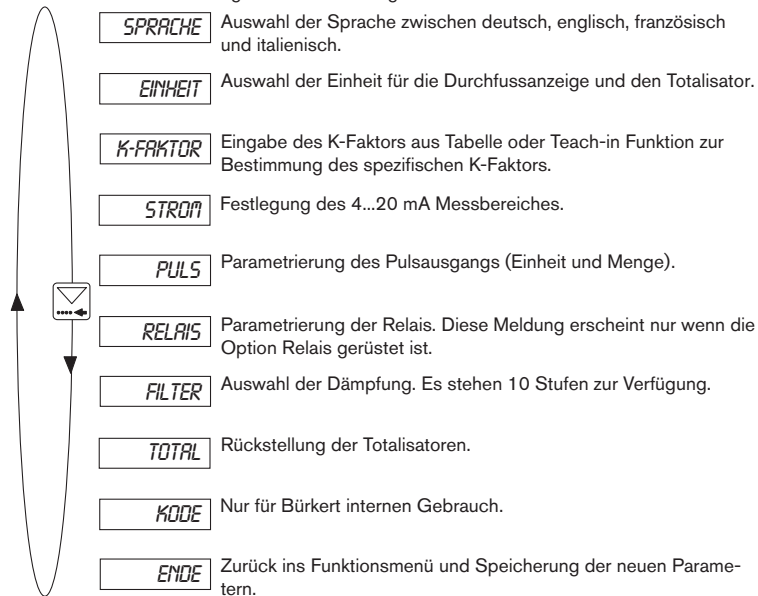 SPRACHE Auswahl der Sprache zwischen deutsch, englisch, französisch
und italienisch.
EINHEIT Auswahl der Einheit für die Durchfussanzeige und den Totalisator.
K-FAKTOR Eingabe des K-Faktors aus Tabelle oder Teach-in Funktion zur
Bestimmung des spezifischen K-Faktors.
STROM Festlegung des 4...20 mA Messbereiches.
PULS Parametrierung des Pulsausgangs (Einheit und Menge).
RELAIS Parametrierung der Relais. Diese Meldung erscheint nur wenn die
Option Relais gerüstet ist.
FILTER Auswahl der Dämpfung. Es stehen 10 Stufen zur Verfügung.
TOTAL Rückstellung der Totalisatoren.
KODE Nur für Bürkert internen Gebrauch.
ENDE Zurück ins Funktionsmenü und Speicherung der neuen Parame-
tern.